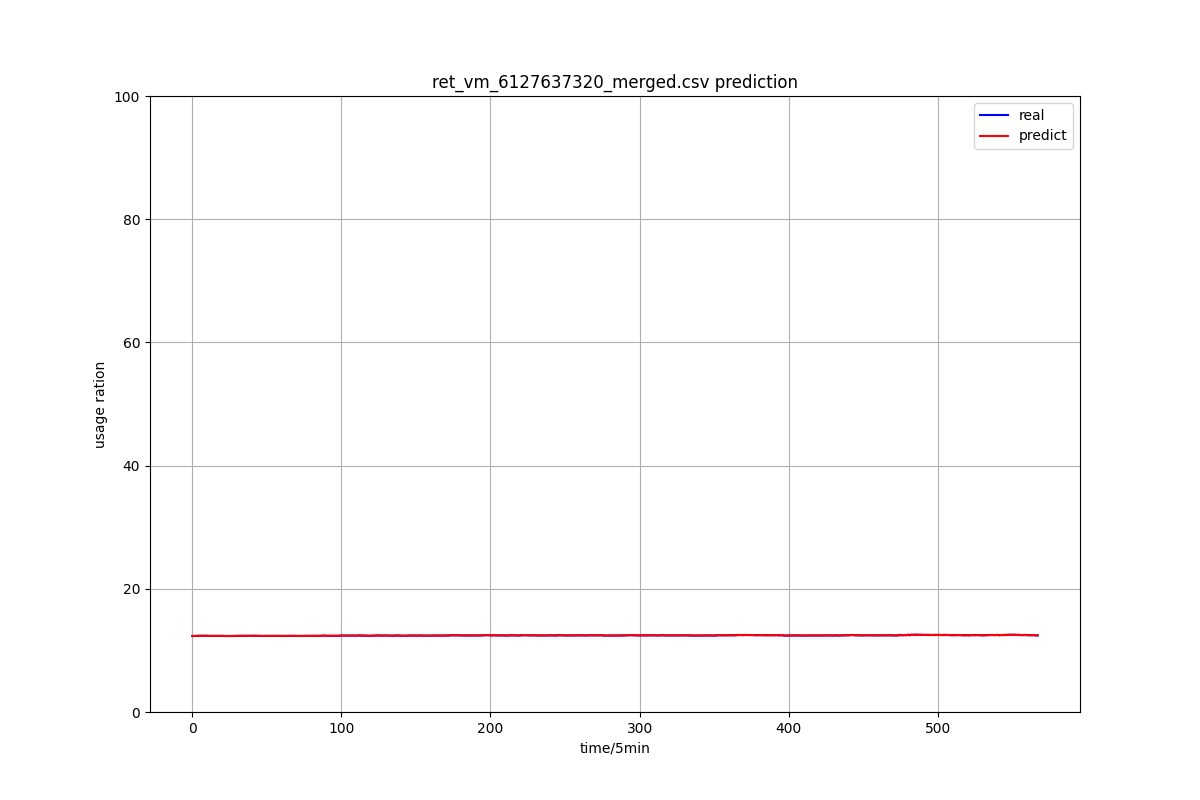 ret_vm_6127637320_merged.csv prediction
100
80
60
40
20
0
usage ration
real
predict
0 100 200 300 400 500
time/5min